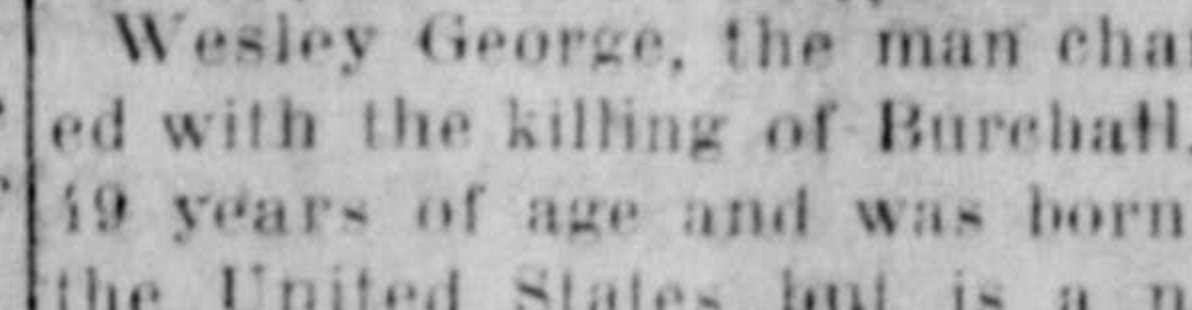 Wesley George, the man cha
ed with the killing of Burchall,
years of age and was born
the United States but is a